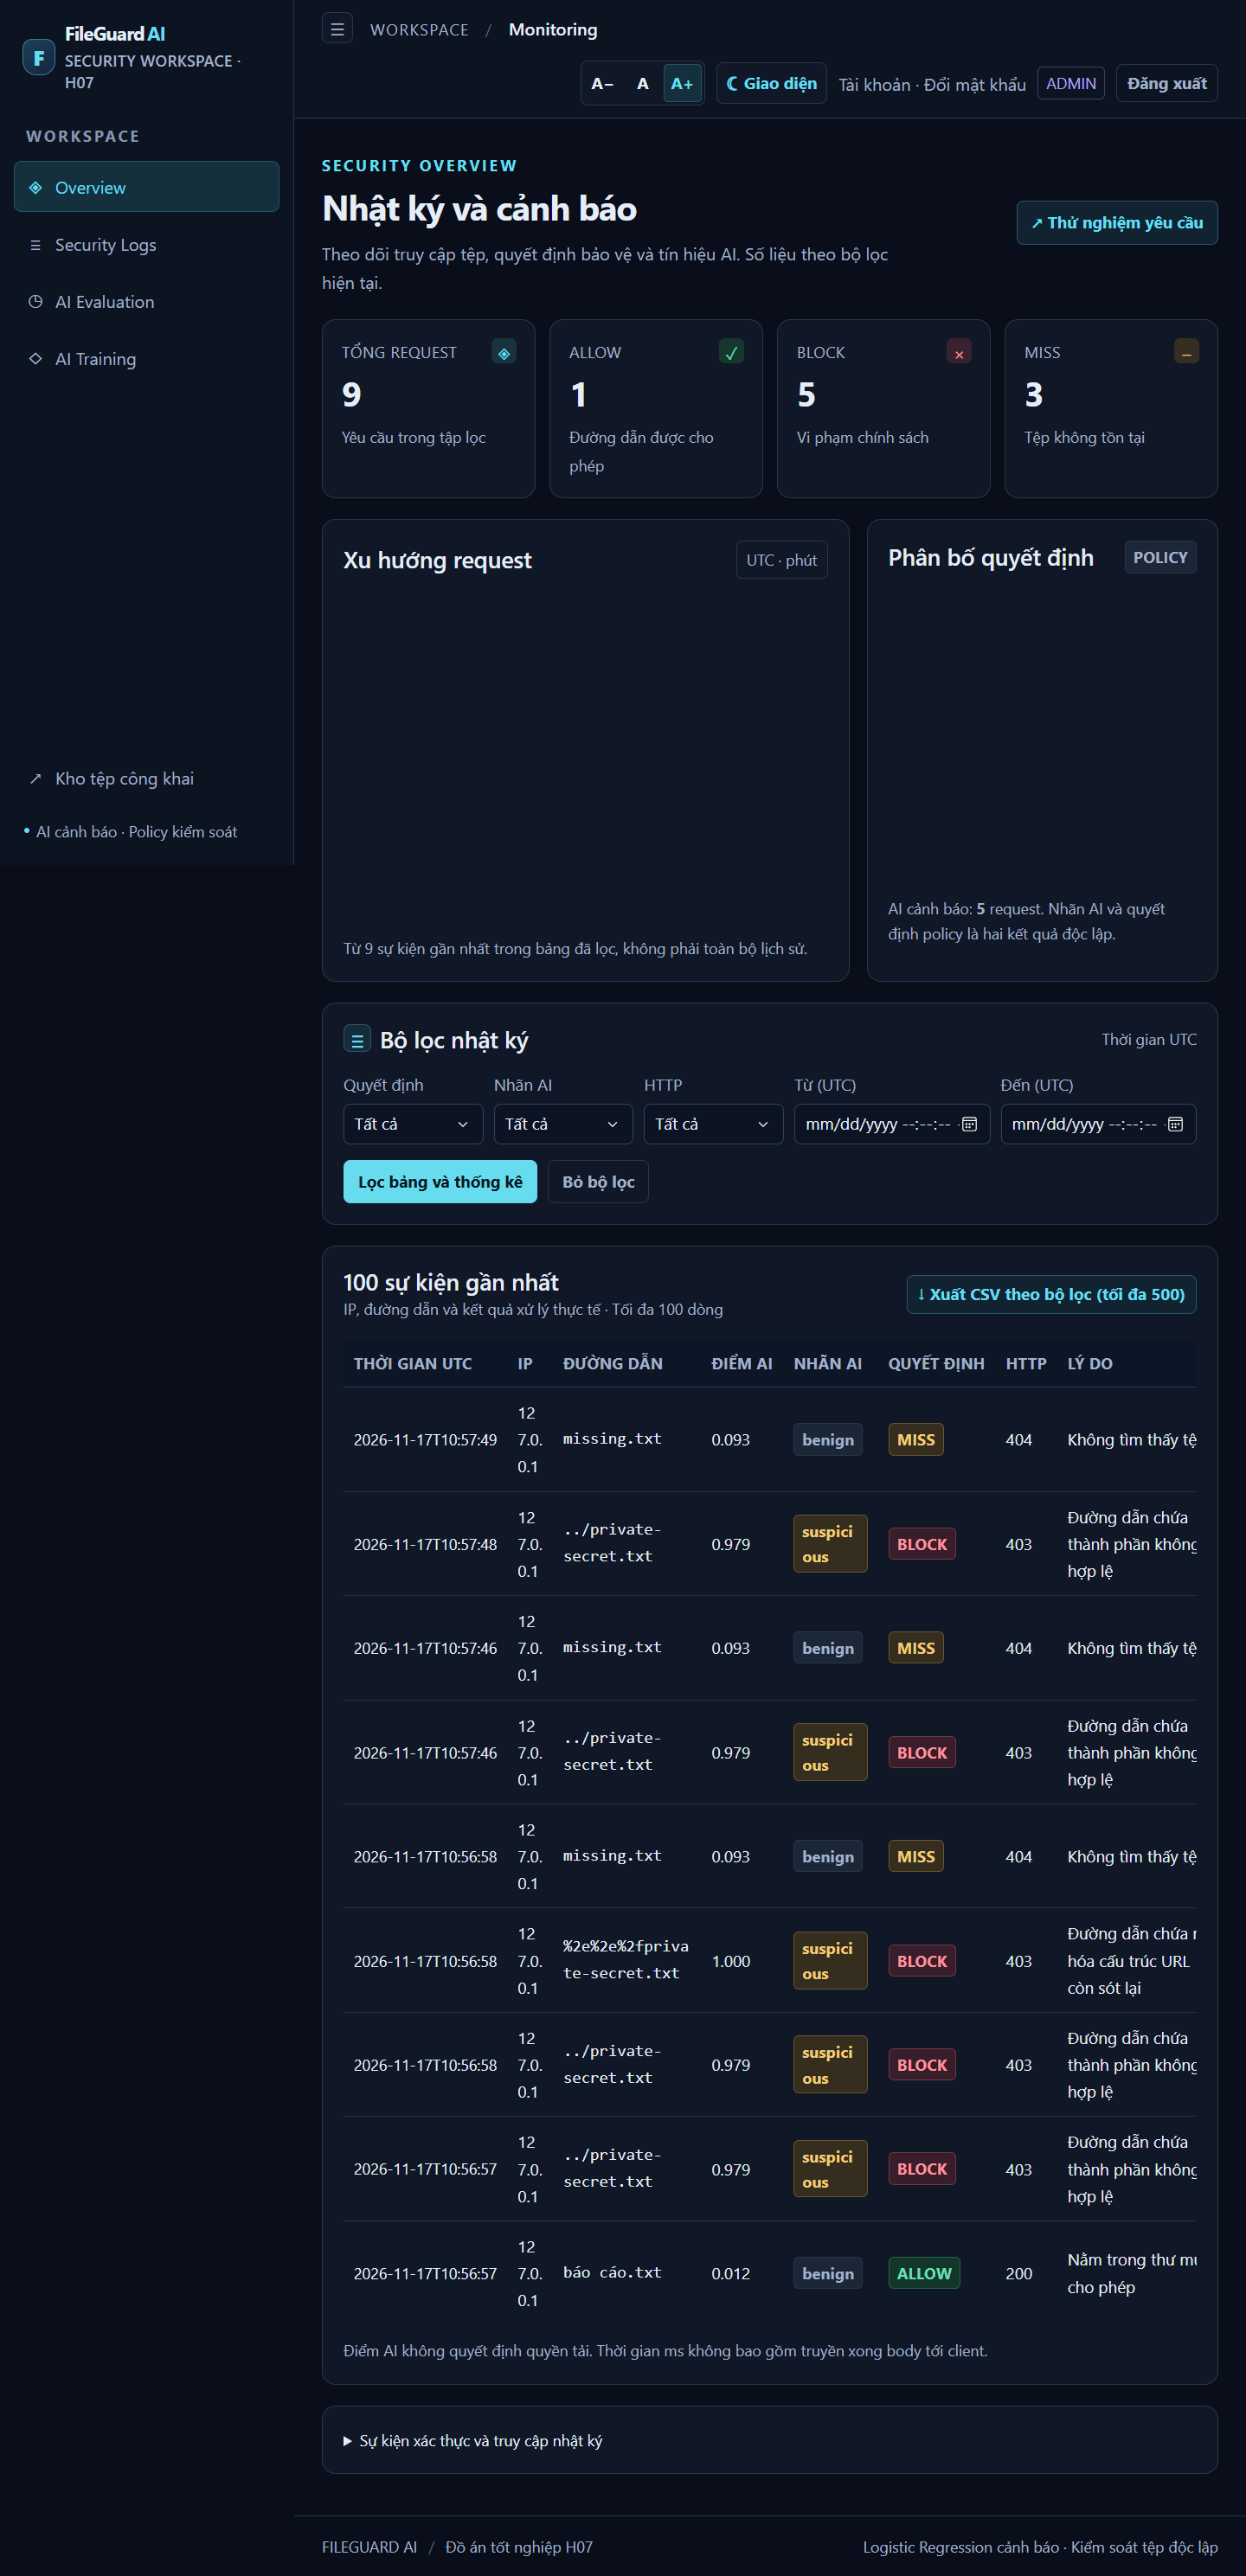 F
FileGuard AI
SECURITY WORKSPACE ·
H07
WORKSPACE
Overview
Security Logs
AI Evaluation
AI Training
Kho tệp công khai
AI cảnh báo · Policy kiểm soát
WORKSPACE / Monitoring
A− A A+ Giao diện Tài khoản · Đổi mật khẩu ADMIN Đăng xuất
SECURITY OVERVIEW
Nhật ký và cảnh báo
↗ Thử nghiệm yêu cầu
Theo dõi truy cập tệp, quyết định bảo vệ và tín hiệu AI. Số liệu theo bộ lọc
hiện tại.
TỔNG REQUEST
9
Yêu cầu trong tập lọc
ALLOW
1
Đường dẫn được cho
phép
BLOCK
5
Vi phạm chính sách
MISS
3
Tệp không tồn tại
Xu hướng request UTC · phút
Từ 9 sự kiện gần nhất trong bảng đã lọc, không phải toàn bộ lịch sử.
Phân bố quyết định POLICY
AI cảnh báo: 5 request. Nhãn AI và quyết
định policy là hai kết quả độc lập.
Bộ lọc nhật ký Thời gian UTC
Quyết định Nhãn AI HTTP Từ (UTC) Đến (UTC)
Tất cả Tất cả Tất cả mm/dd/yyyy --:--:-- mm/dd/yyyy --:--:--
Lọc bảng và thống kê Bỏ bộ lọc
100 sự kiện gần nhất
IP, đường dẫn và kết quả xử lý thực tế · Tối đa 100 dòng
↓ Xuất CSV theo bộ lọc (tối đa 500)
THỜI GIAN UTC IP ĐƯỜNG DẪN ĐIỂM AI NHÃN AI QUYẾT ĐỊNH HTTP LÝ DO
2026-11-17T10:57:49 127.0.0.1 missing.txt 0.093 benign MISS 404 Không tìm thấy
2026-11-17T10:57:48 127.0.0.1 ../private-secret.txt 0.979 suspicious BLOCK 403 Đường dẫn chứa thành phần không hợp lệ
2026-11-17T10:57:46 127.0.0.1 missing.txt 0.093 benign MISS 404 Không tìm thấy
2026-11-17T10:57:46 127.0.0.1 ../private-secret.txt 0.979 suspicious BLOCK 403 Đường dẫn chứa thành phần không hợp lệ
2026-11-17T10:56:58 127.0.0.1 missing.txt 0.093 benign MISS 404 Không tìm thấy
2026-11-17T10:56:58 127.0.0.1 %2e%2e%2fprivate-secret.txt 1.000 suspicious BLOCK 403 Đường dẫn chứa hóa cấu trúc URL còn sót lại
2026-11-17T10:56:58 127.0.0.1 ../private-secret.txt 0.979 suspicious BLOCK 403 Đường dẫn chứa thành phần không hợp lệ
2026-11-17T10:56:57 127.0.0.1 ../private-secret.txt 0.979 suspicious BLOCK 403 Đường dẫn chứa thành phần không hợp lệ
2026-11-17T10:56:57 127.0.0.1 báo cáo.txt 0.012 benign ALLOW 200 Nằm trong thư cho phép
Điểm AI không quyết định quyền tải. Thời gian ms không bao gồm truyền xong body tới client.
Sự kiện xác thực và truy cập nhật ký
FILEGUARD AI / Đồ án tốt nghiệp H07
Logistic Regression cảnh báo · Kiểm soát tệp độc lập